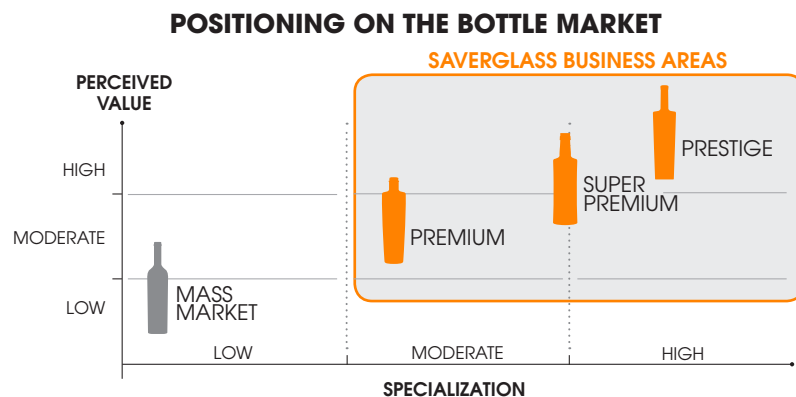 POSITIONING ON THE BOTTLE MARKET
SAVERGLASS BUSINESS AREAS
PERCEIVED
VALUE
HIGH
MODERATE
LOW
PRESTIGE
SUPER
PREMIUM
PREMIUM
MASS
MARKET
LOW
MODERATE
HIGH
SPECIALIZATION